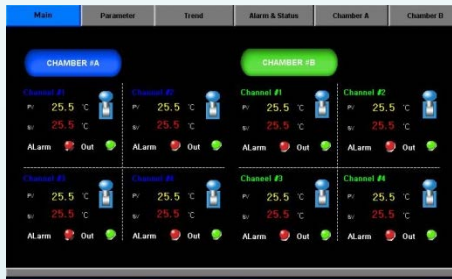 Main Parameter Trend Alarm & Status Chamber A Chamber B
CHAMBER #A CHAMBER #B
Channel #1 Channel #2 Channel #1 Channel #2
PV 25.5 °C PV 25.5 °C PV 25.5 °C PV 25.5 °C
SV 25.5 °C SV 25.5 °C SV 25.5 °C SV 25.5 °C
ALarm Out ALarm Out ALarm Out ALarm Out
Channel #3 Channel #4 Channel #3 Channel #4
PV 25.5 °C PV 25.5 °C PV 25.5 °C PV 25.5 °C
SV 25.5 °C SV 25.5 °C SV 25.5 °C SV 25.5 °C
ALarm Out ALarm Out ALarm Out ALarm Out